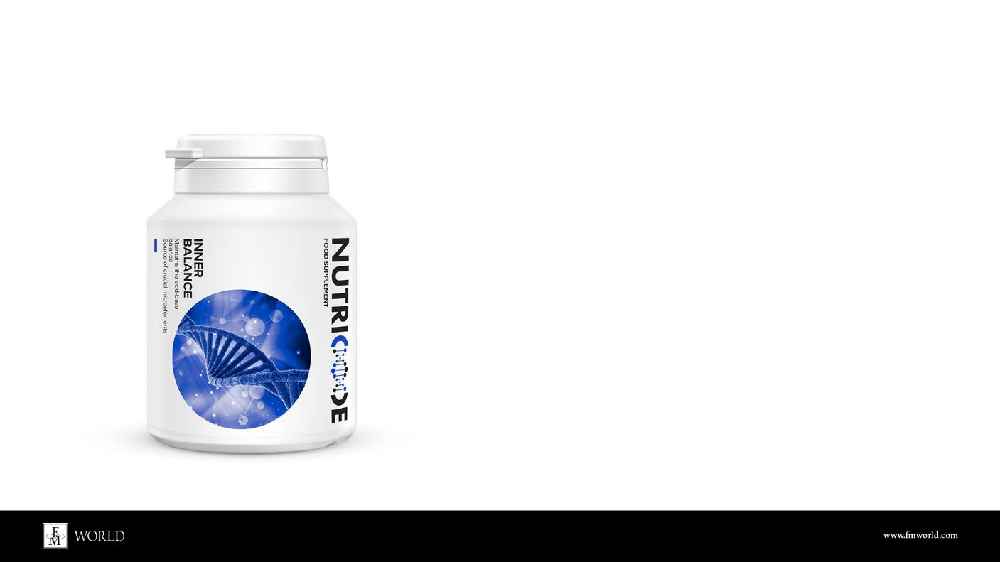 NUTRICODE
FOOD SUPPLEMENT
INNER
BALANCE
Maintains the acid-base
balance
Source of crucial microelements
FM
WORLD
www.fmworld.com